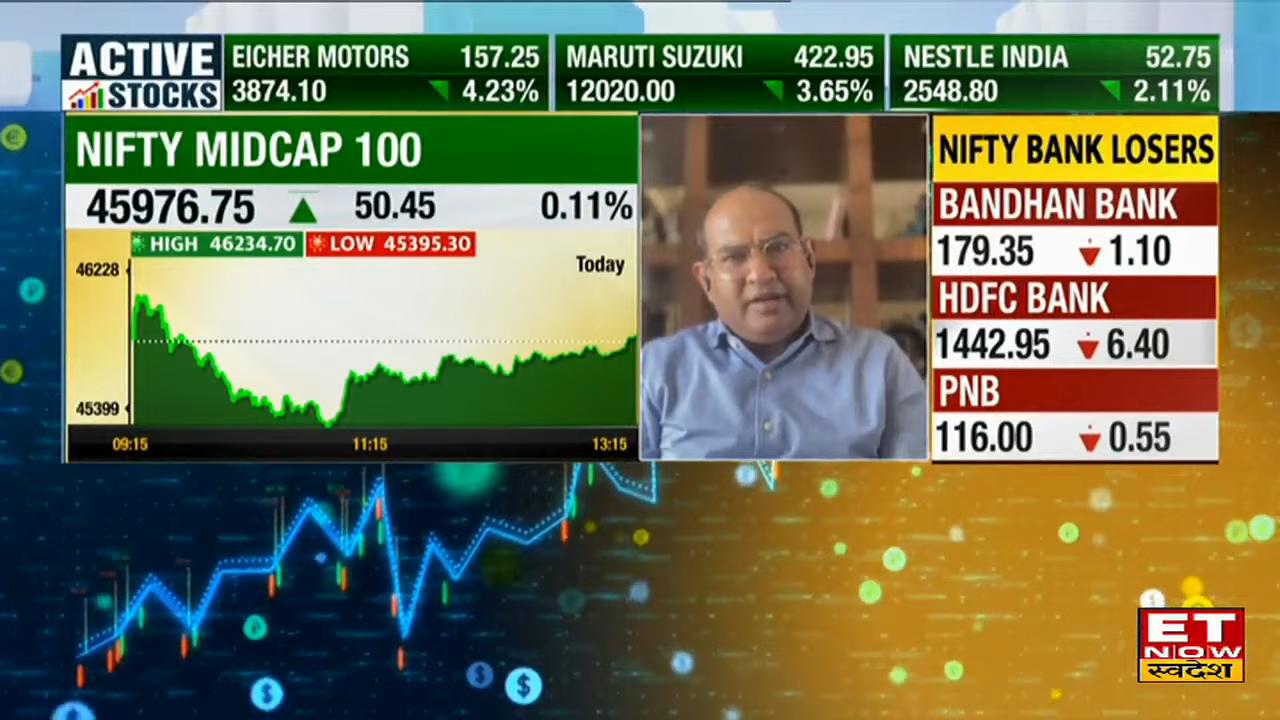 ACTIVE
STOCKS
EICHER MOTORS 157.25
3874.10 4.23%
MARUTI SUZUKI 422.95
12020.00 3.65%
NESTLE INDIA 52.75
2548.80 2.11%
NIFTY MIDCAP 100
45976.75 50.45 0.11%
HIGH 46234.70 LOW 45395.30
Today
46228
45399
09:15 11:15 13:15
NIFTY BANK LOSERS
BANDHAN BANK
179.35 1.10
HDFC BANK
1442.95 6.40
PNB
116.00 0.55
ET
NOW
स्वदेश